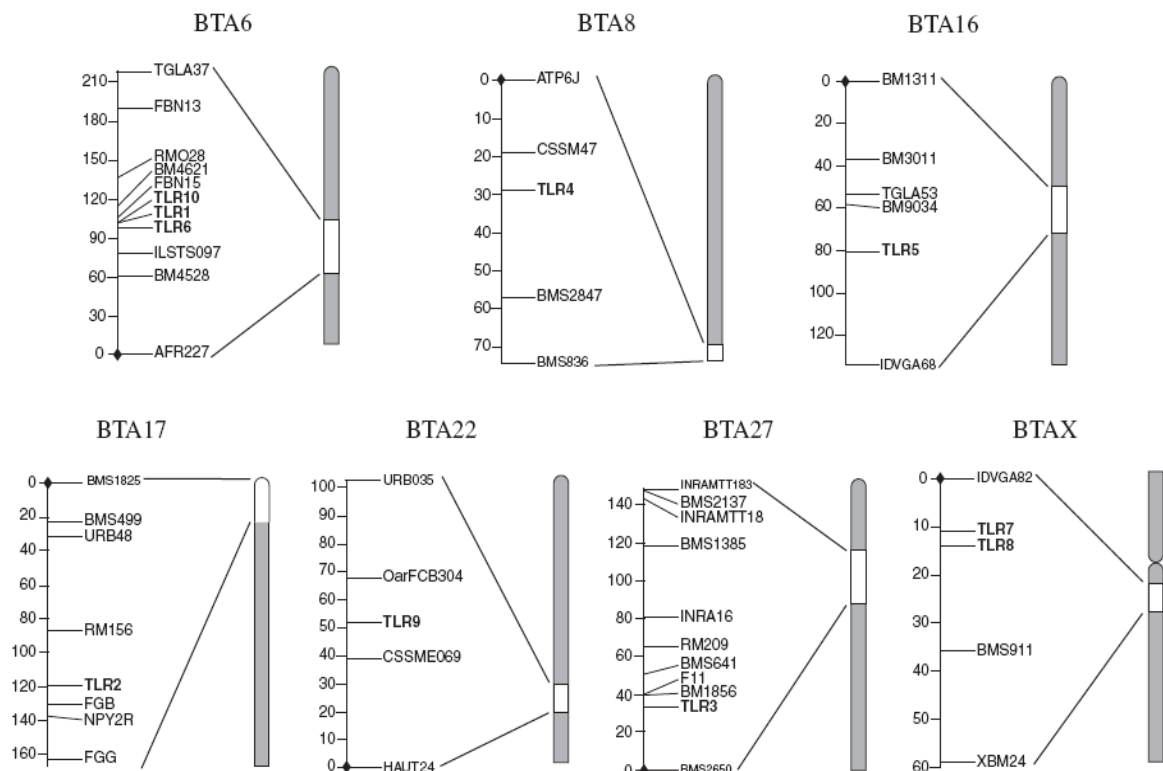 BTA6
210
180
150
120
90
60
30
0
TGLA37
FBN13
RMO28
BM4621
FBN15
TLR10
TLR1
TLR6
ILSTS097
BM4528
AFR227
BTA8
0
10
20
30
40
50
60
70
ATP6J
CSSM47
TLR4
BMS2847
BMS836
BTA16
0
20
40
60
80
100
120
BM1311
BM3011
TGLA53
BM9034
TLR5
IDVGA68
BTA17
0
20
40
60
80
100
120
140
160
BMS1825
BMS499
URB48
RM156
TLR2
FGB
NPY2R
FGG
BTA22
100
90
80
70
60
50
40
30
20
10
0
URB035
OarFCB304
TLR9
CSSME069
HAUT24
BTA27
140
120
100
80
60
40
20
0
INRAMTT183
BMS2137
INRAMTT18
BMS1385
INRA16
RM209
BMS641
F11
BM1856
TLR3
BMS2650
BTAX
0
10
20
30
40
50
60
IDVGA82
TLR7
TLR8
BMS911
XBM24